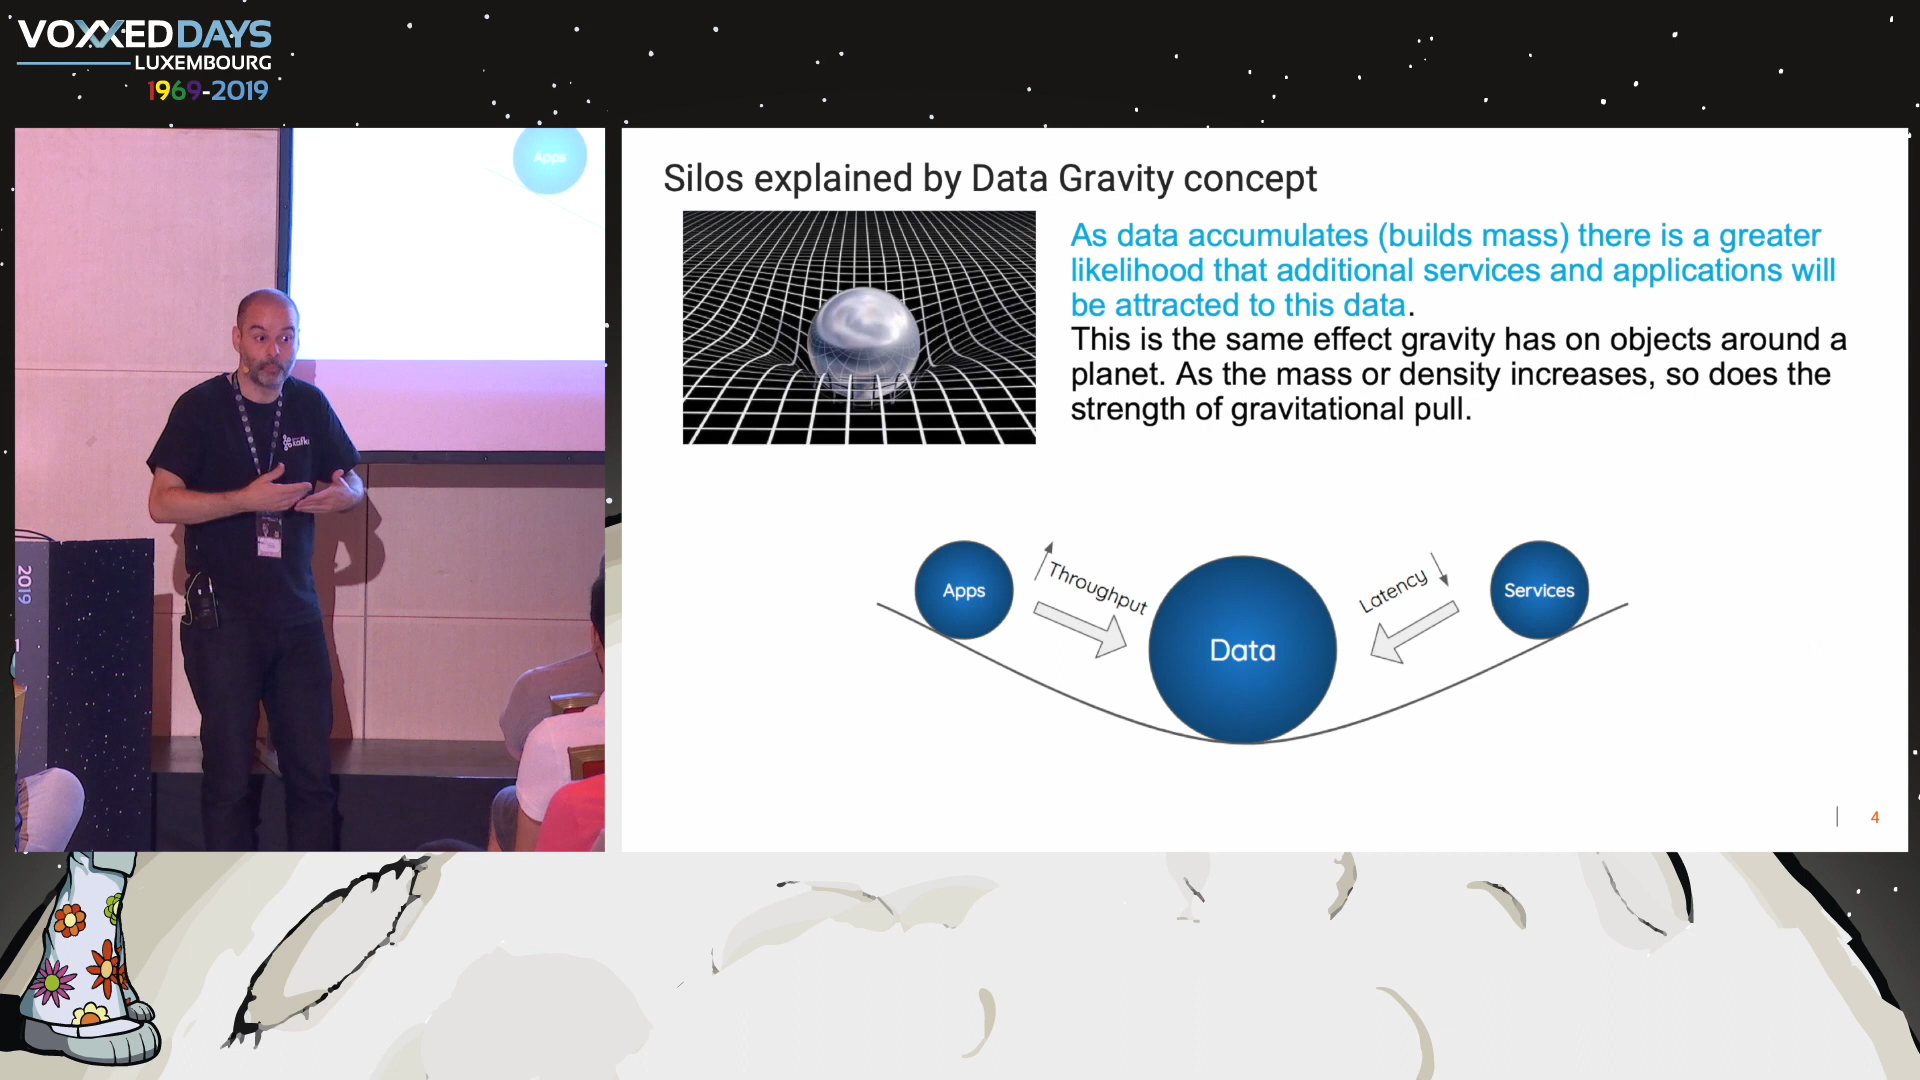 VOXXED DAYS
LUXEMBOURG
1969-2019
Apps
kafka
2019
Silos explained by Data Gravity concept
As data accumulates (builds mass) there is a greater
likelihood that additional services and applications will
be attracted to this data.
This is the same effect gravity has on objects around a
planet. As the mass or density increases, so does the
strength of gravitational pull.
Apps
Throughput
Data
Latency
Services
4